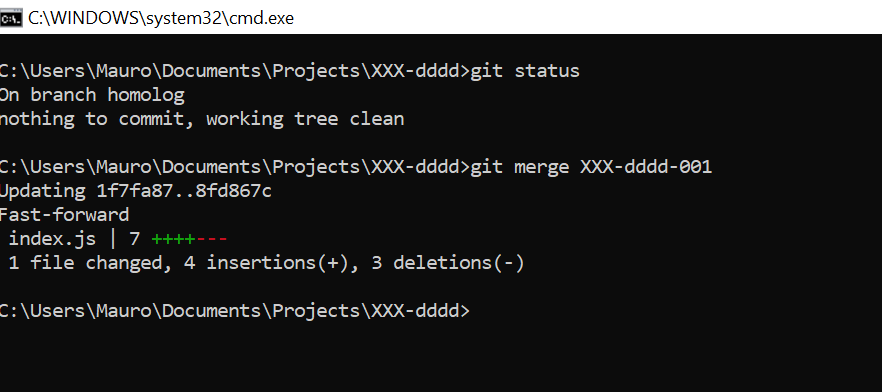 C:\WINDOWS\system32\cmd.exe
C:\Users\Mauro\Documents\Projects\XXX-dddd>git status
On branch homolog
nothing to commit, working tree clean
C:\Users\Mauro\Documents\Projects\XXX-dddd>git merge XXX-dddd-001
Updating 1f7fa87..8fd867c
Fast-forward
 index.js | 7 ++++---
 1 file changed, 4 insertions(+), 3 deletions(-)
C:\Users\Mauro\Documents\Projects\XXX-dddd>